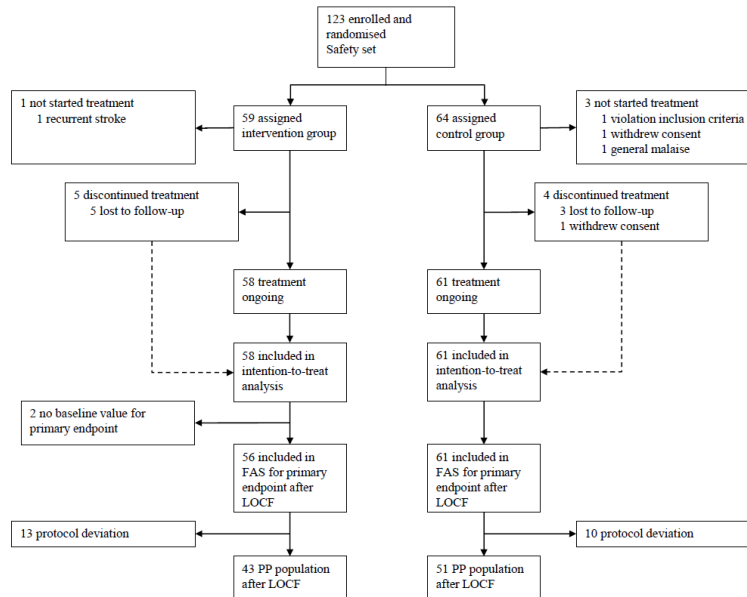 123 enrolled and
randomised
Safety set
1 not started treatment
1 recurrent stroke
59 assigned
intervention group
64 assigned
control group
3 not started treatment
1 violation inclusion criteria
1 withdrew consent
1 general malaise
5 discontinued treatment
5 lost to follow-up
4 discontinued treatment
3 lost to follow-up
1 withdrew consent
58 treatment
ongoing
61 treatment
ongoing
58 included in
intention-to-treat
analysis
61 included in
intention-to-treat
analysis
2 no baseline value for
primary endpoint
56 included in
FAS for primary
endpoint after
LOCF
61 included in
FAS for primary
endpoint after
LOCF
13 protocol deviation
10 protocol deviation
43 PP population
after LOCF
51 PP population
after LOCF